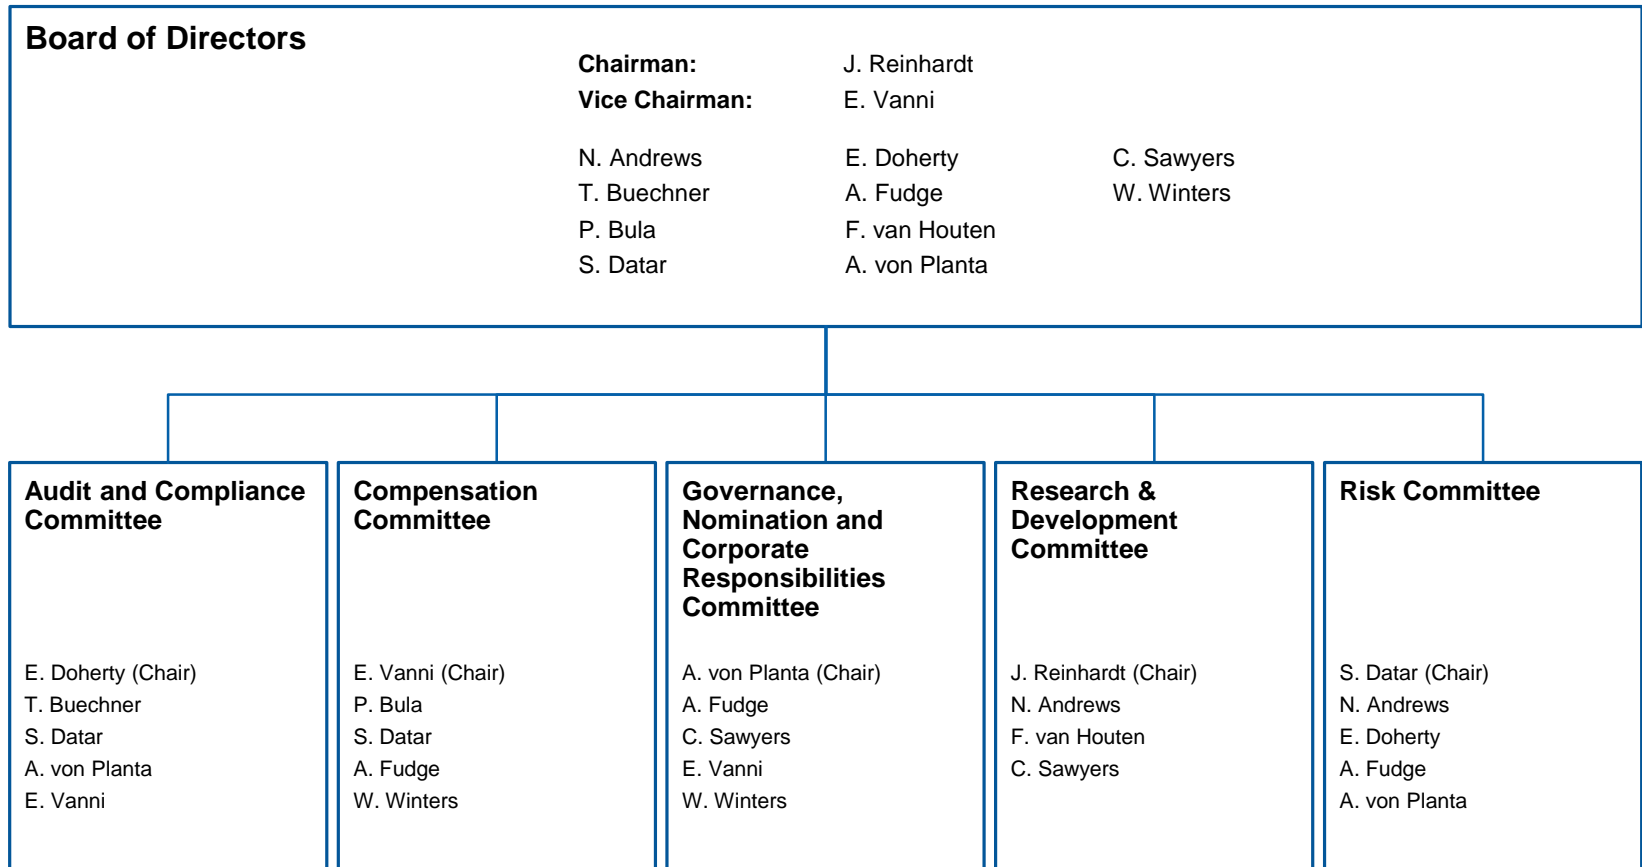 Board of Directors
Chairman: J. Reinhardt
Vice Chairman: E. Vanni
N. Andrews E. Doherty C. Sawyers
T. Buechner A. Fudge W. Winters
P. Bula F. van Houten
S. Datar A. von Planta
Audit and Compliance
Committee
E. Doherty (Chair)
T. Buechner
S. Datar
A. von Planta
E. Vanni
Compensation
Committee
E. Vanni (Chair)
P. Bula
S. Datar
A. Fudge
W. Winters
Governance,
Nomination and
Corporate
Responsibilities
Committee
A. von Planta (Chair)
A. Fudge
C. Sawyers
E. Vanni
W. Winters
Research &
Development
Committee
J. Reinhardt (Chair)
N. Andrews
F. van Houten
C. Sawyers
Risk Committee
S. Datar (Chair)
N. Andrews
E. Doherty
A. Fudge
A. von Planta